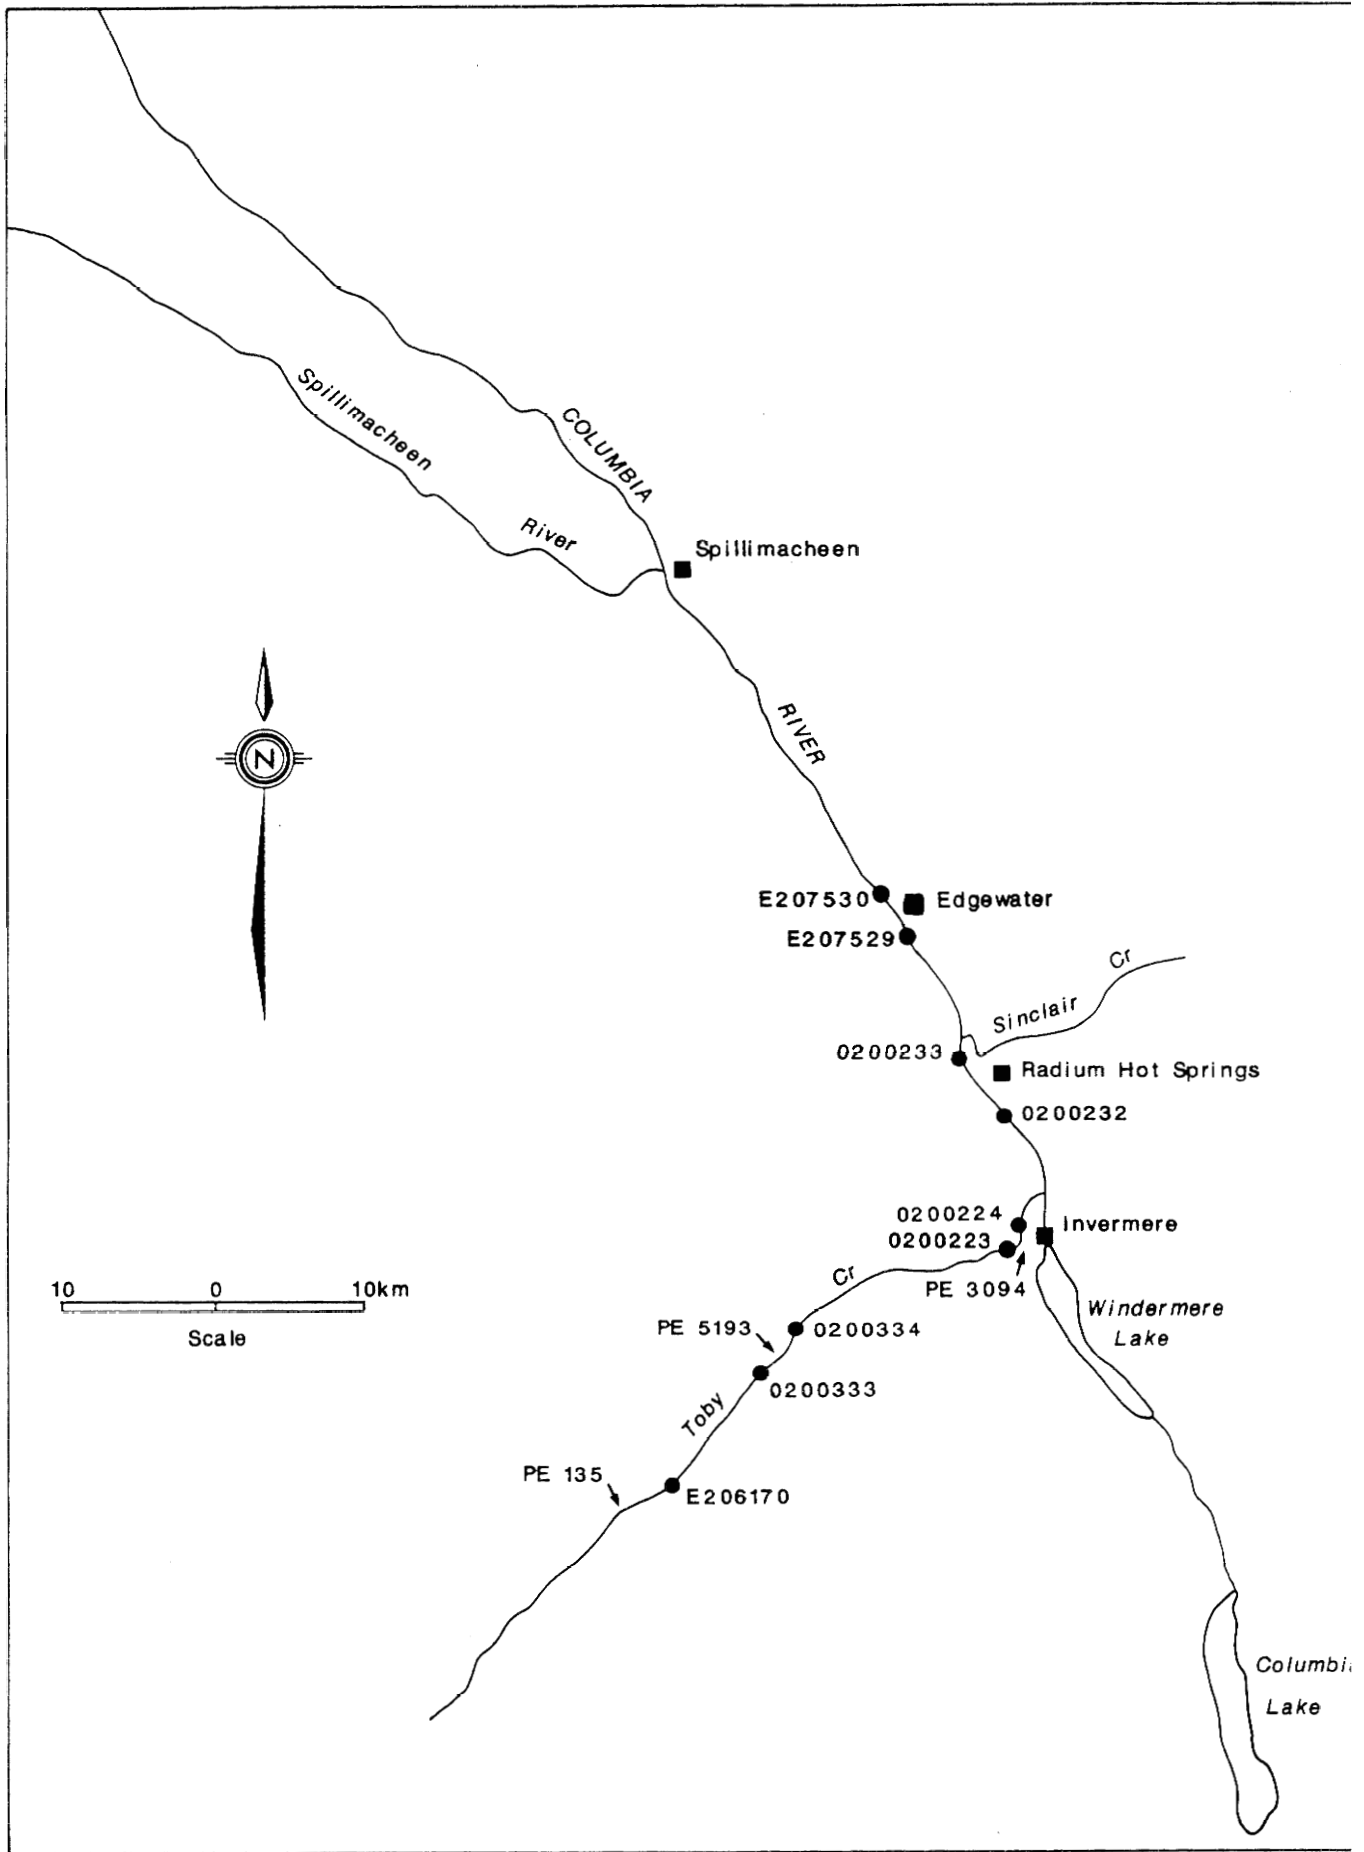 Spillimacheen
River
COLUMBIA
RIVER
Spillimacheen
N
E207530
Edgewater
E207529
Sinclair Cr
0200233
Radium Hot Springs
0200232
0200224
Invermere
0200223
PE 3094
Cr
10 0 10km
Scale
Windermere
Lake
PE 5193
0200334
0200333
Toby
PE 135
E206170
Columbi
Lake